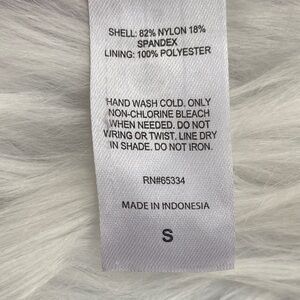 SHELL: 82% NYLON 18%
SPANDEX
LINING: 100% POLYESTER
HAND WASH COLD. ONLY
NON-CHLORINE BLEACH
WHEN NEEDED. DO NOT
WRING OR TWIST. LINE DRY
IN SHADE. DO NOT IRON.
RN#65334
MADE IN INDONESIA
S